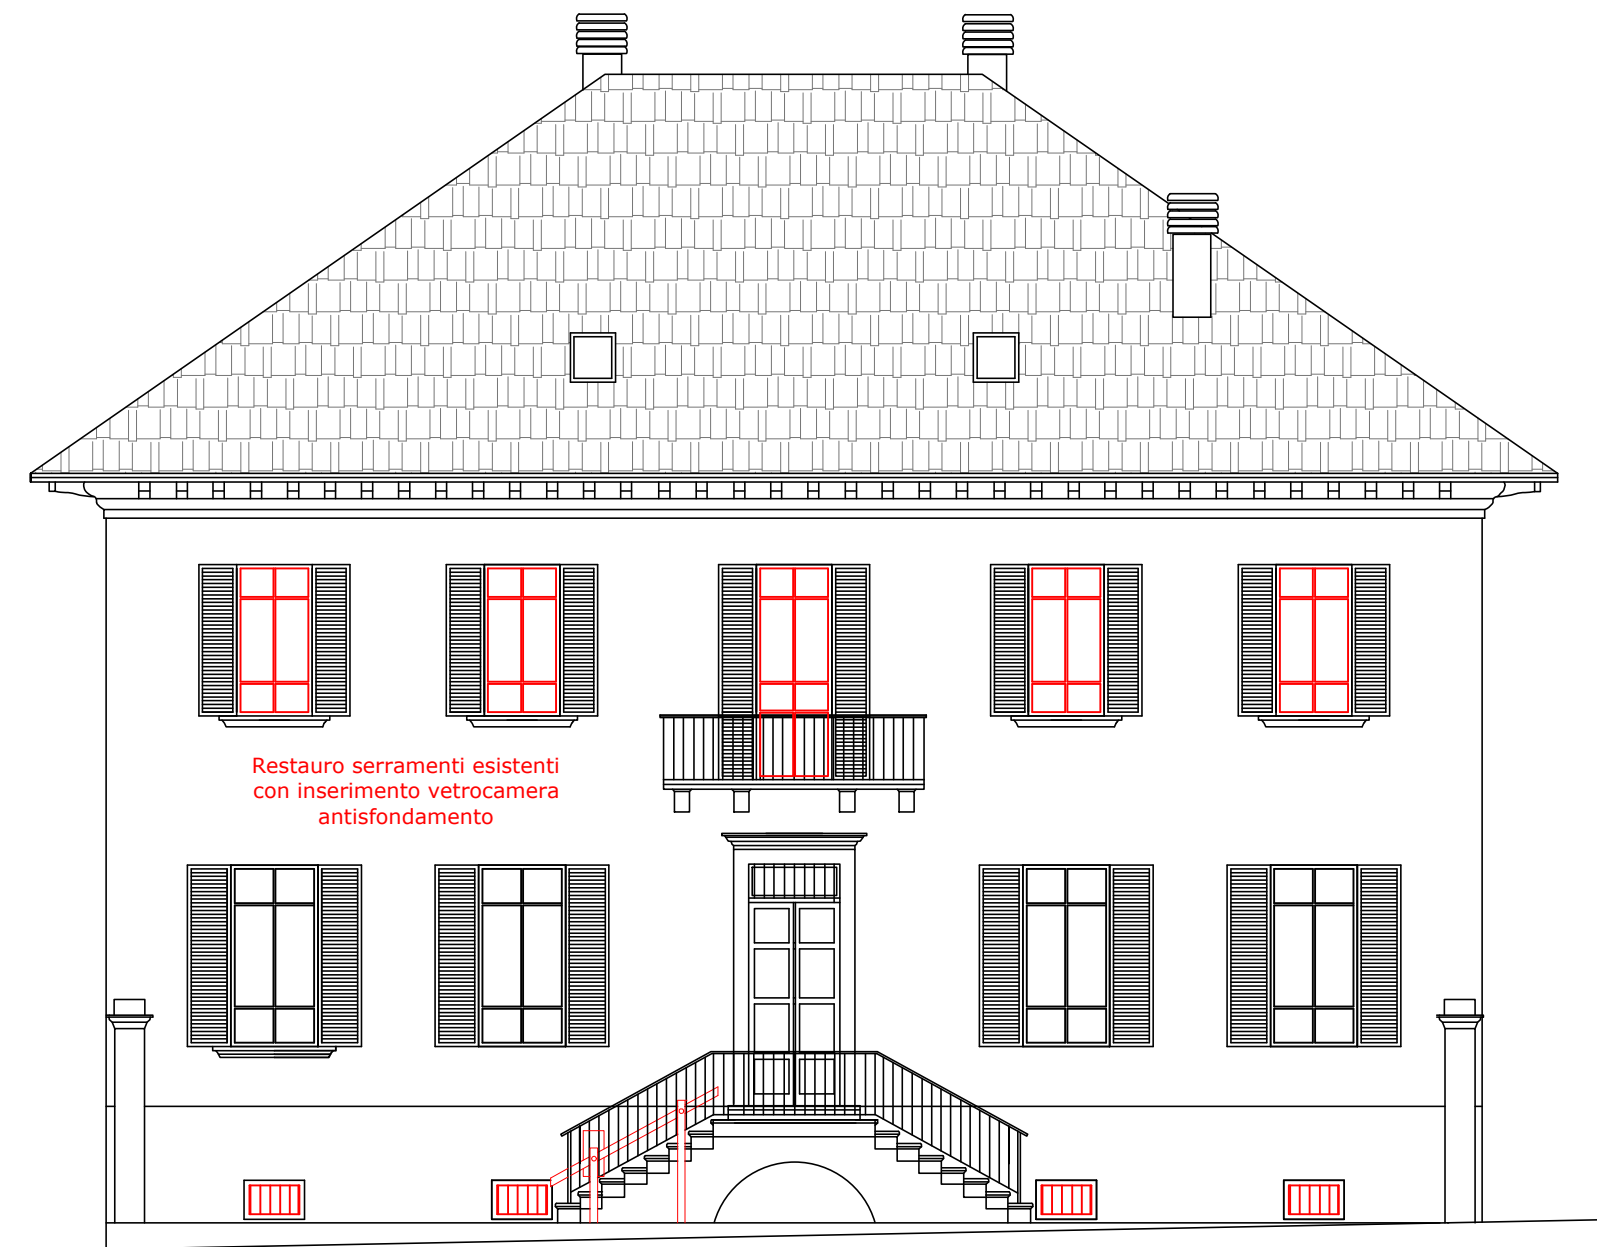 Restauro serramenti esistenti
con inserimento vetrocamera
antisfondamento